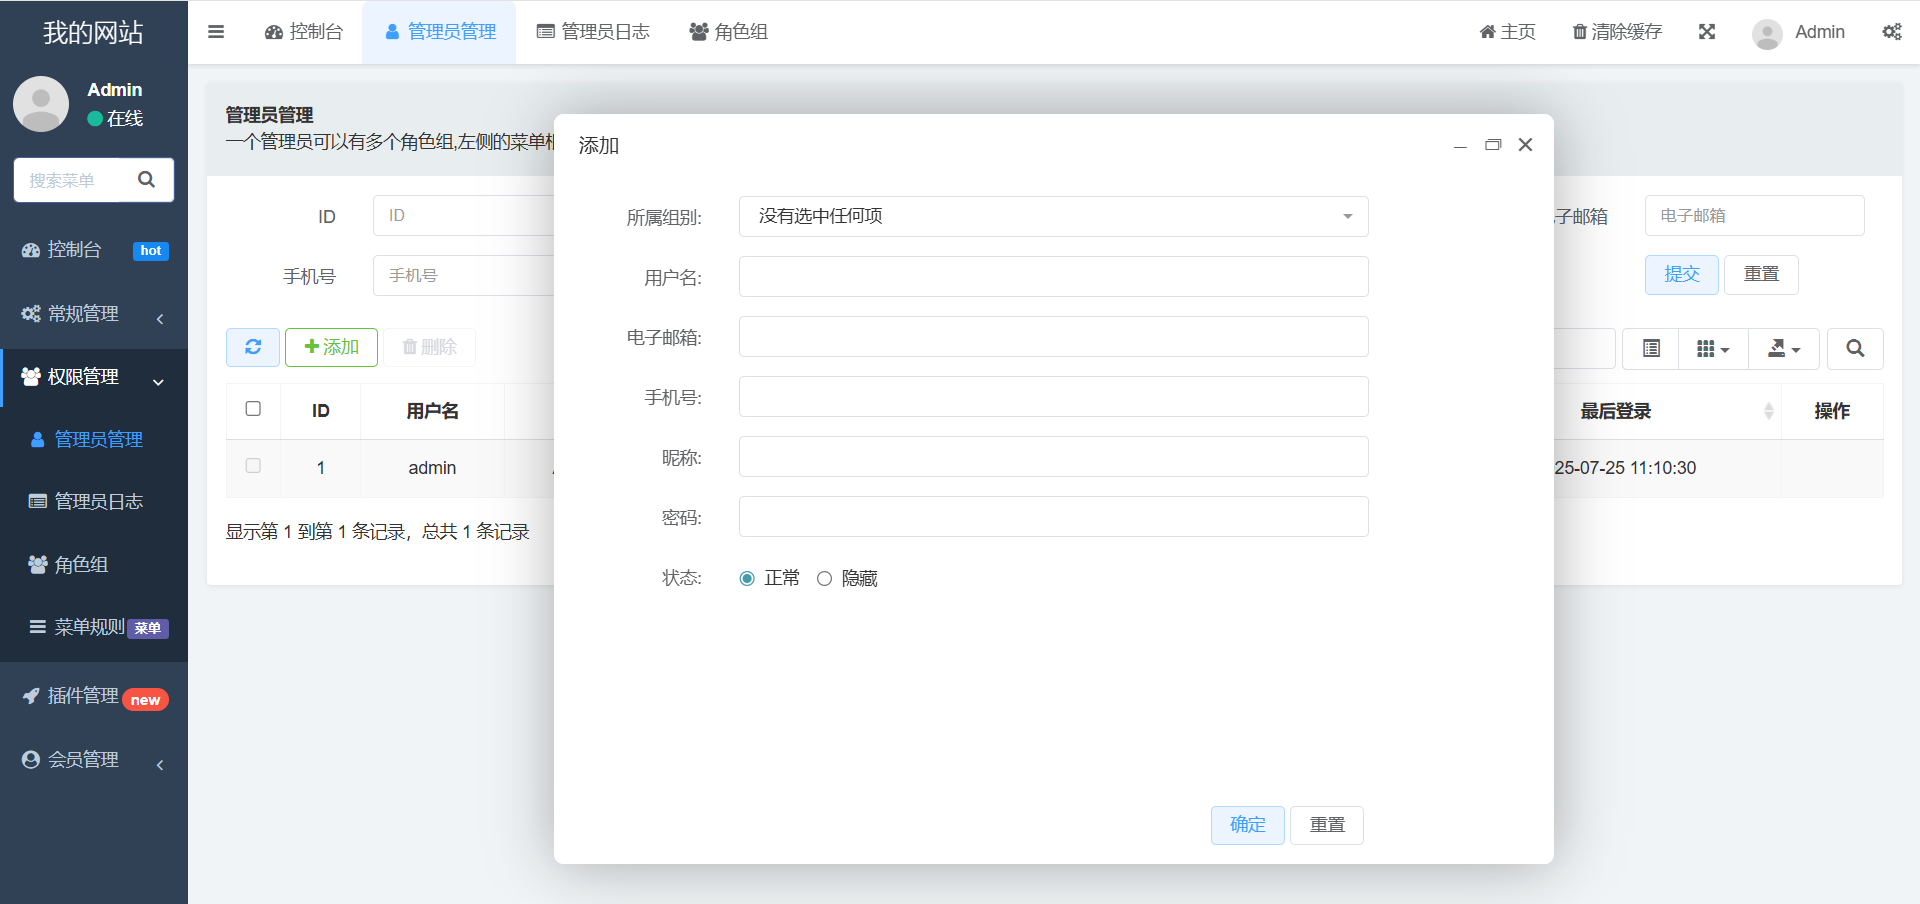 我的网站
Admin
在线
搜索菜单
控制台 hot
常规管理
权限管理
管理员管理
管理员日志
角色组
菜单规则 菜单
插件管理 new
会员管理
控制台 管理员管理 管理员日志 角色组 主页 清除缓存 Admin
管理员管理
一个管理员可以有多个角色组,左侧的菜单
ID ID 子邮箱 电子邮箱
手机号 手机号 提交 重置
添加 删除
ID 用户名 最后登录 操作
1 admin 25-07-25 11:10:30
显示第 1 到第 1 条记录，总共 1 条记录
添加
所属组别: 没有选中任何项
用户名:
电子邮箱:
手机号:
昵称:
密码:
状态: 正常 隐藏
确定 重置